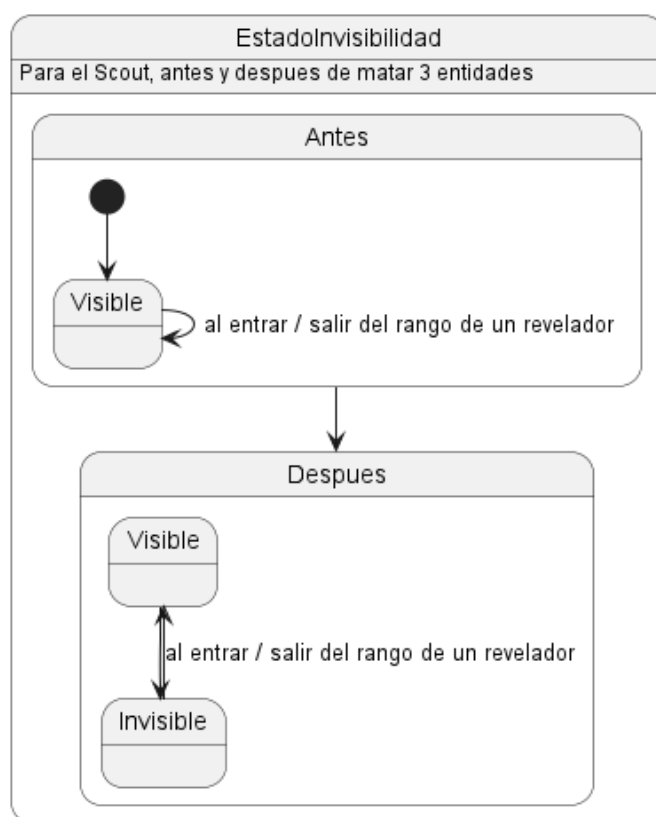 EstadoInvisibilidad
Para el Scout, antes y despues de matar 3 entidades
Antes
Visible
al entrar / salir del rango de un revelador
Despues
Visible
al entrar / salir del rango de un revelador
Invisible